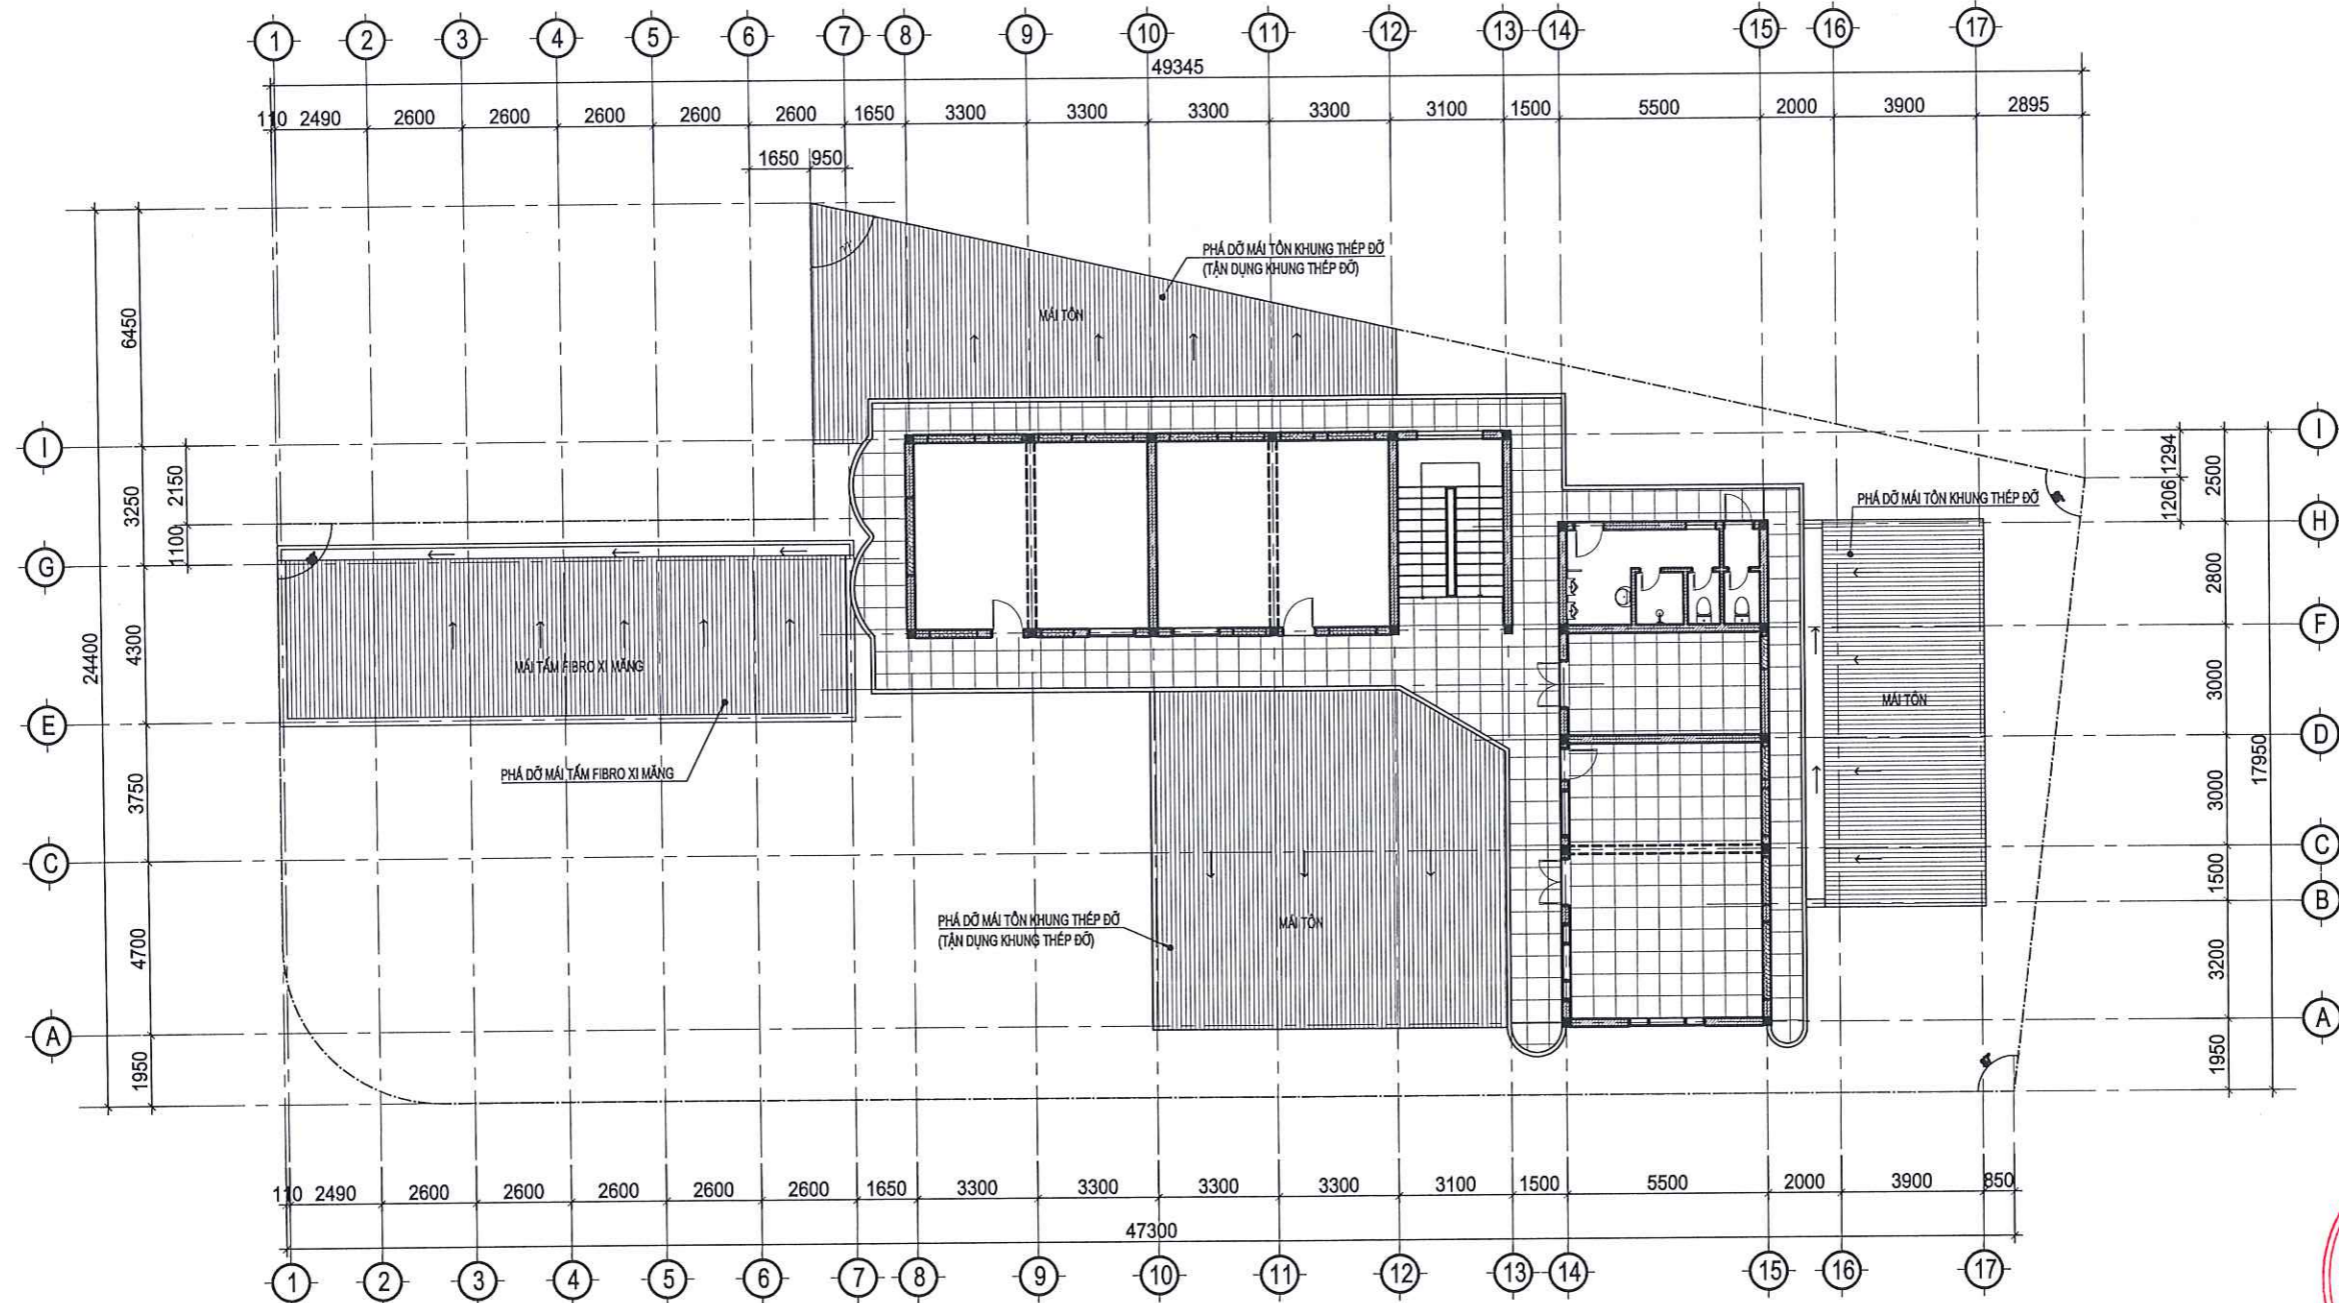 1 2 3 4 5 6 7 8 9 10 11 12 13 14 15 16 17
49345
110 2490 2600 2600 2600 2600 2600 1650 3300 3300 3300 3300 3100 1500 5500 2000 3900 2895
1650 950
PHÁ DỠ MÁI TÔN KHUNG THÉP ĐỠ
(TẬN DỤNG KHUNG THÉP ĐỠ)
MÁI TÔN
6450
I
I
2150
3250
1294
2500
1206
PHÁ DỠ MÁI TÔN KHUNG THÉP ĐỠ
H
1100
G
2800
F
4300
24400
MÁI TẤM FIBRO XI MĂNG
3000
MÁI TÔN
E
D
PHÁ DỠ MÁI TẤM FIBRO XI MĂNG
3750
3000
17950
C
C
1500
B
PHÁ DỠ MÁI TÔN KHUNG THÉP ĐỠ
(TẬN DỤNG KHUNG THÉP ĐỠ)
MÁI TÔN
4700
3200
A
A
1950
1950
110 2490 2600 2600 2600 2600 2600 1650 3300 3300 3300 3300 3100 1500 5500 2000 3900 850
47300
1 2 3 4 5 6 7 8 9 10 11 12 13 14 15 16 17